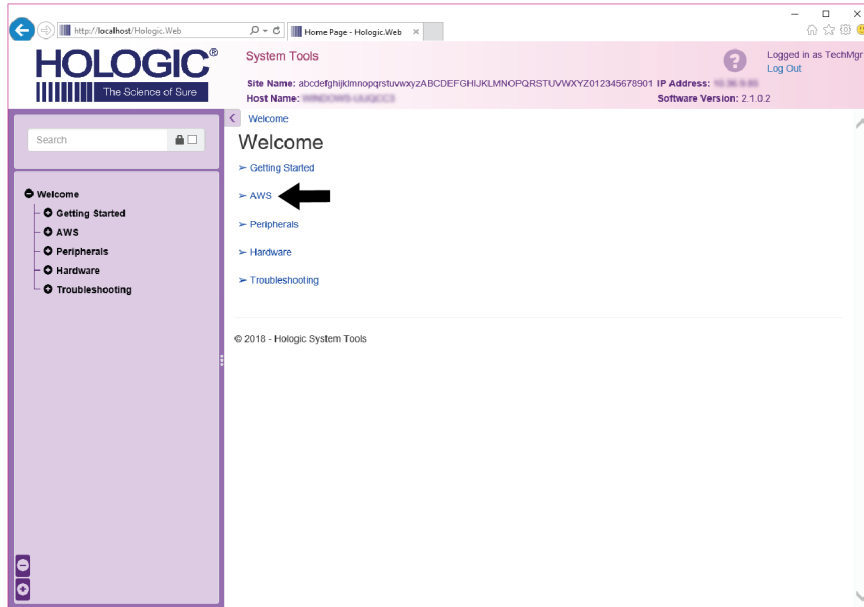 http://localhost/Hologic.Web
Home Page - Hologic.Web
HOLOGIC®
The Science of Sure
System Tools
Logged in as TechMgr
Log Out
Site Name: abcdefghijklmnopqrstuvwxyzABCDEFGHIJKLMNOPQRSTUVWXYZ012345678901 IP Address:
Host Name:
Software Version: 2.1.0.2
Search
Welcome
Getting Started
AWS
Peripherals
Hardware
Troubleshooting
Welcome
Welcome
➢ Getting Started
➢ AWS
➢ Peripherals
➢ Hardware
➢ Troubleshooting
© 2018 - Hologic System Tools